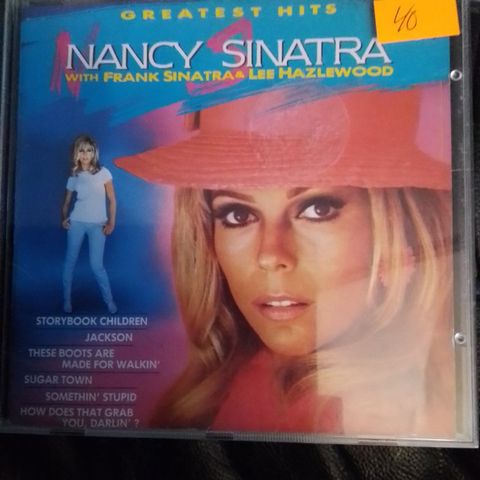 GREATEST HITS
40
NANCY SINATRA
WITH FRANK SINATRA & LEE HAZLEWOOD
STORYBOOK CHILDREN
JACKSON
THESE BOOTS ARE
MADE FOR WALKIN'
SUGAR TOWN
SOMETHIN' STUPID
HOW DOES THAT GRAB
YOU, DARLIN' ?